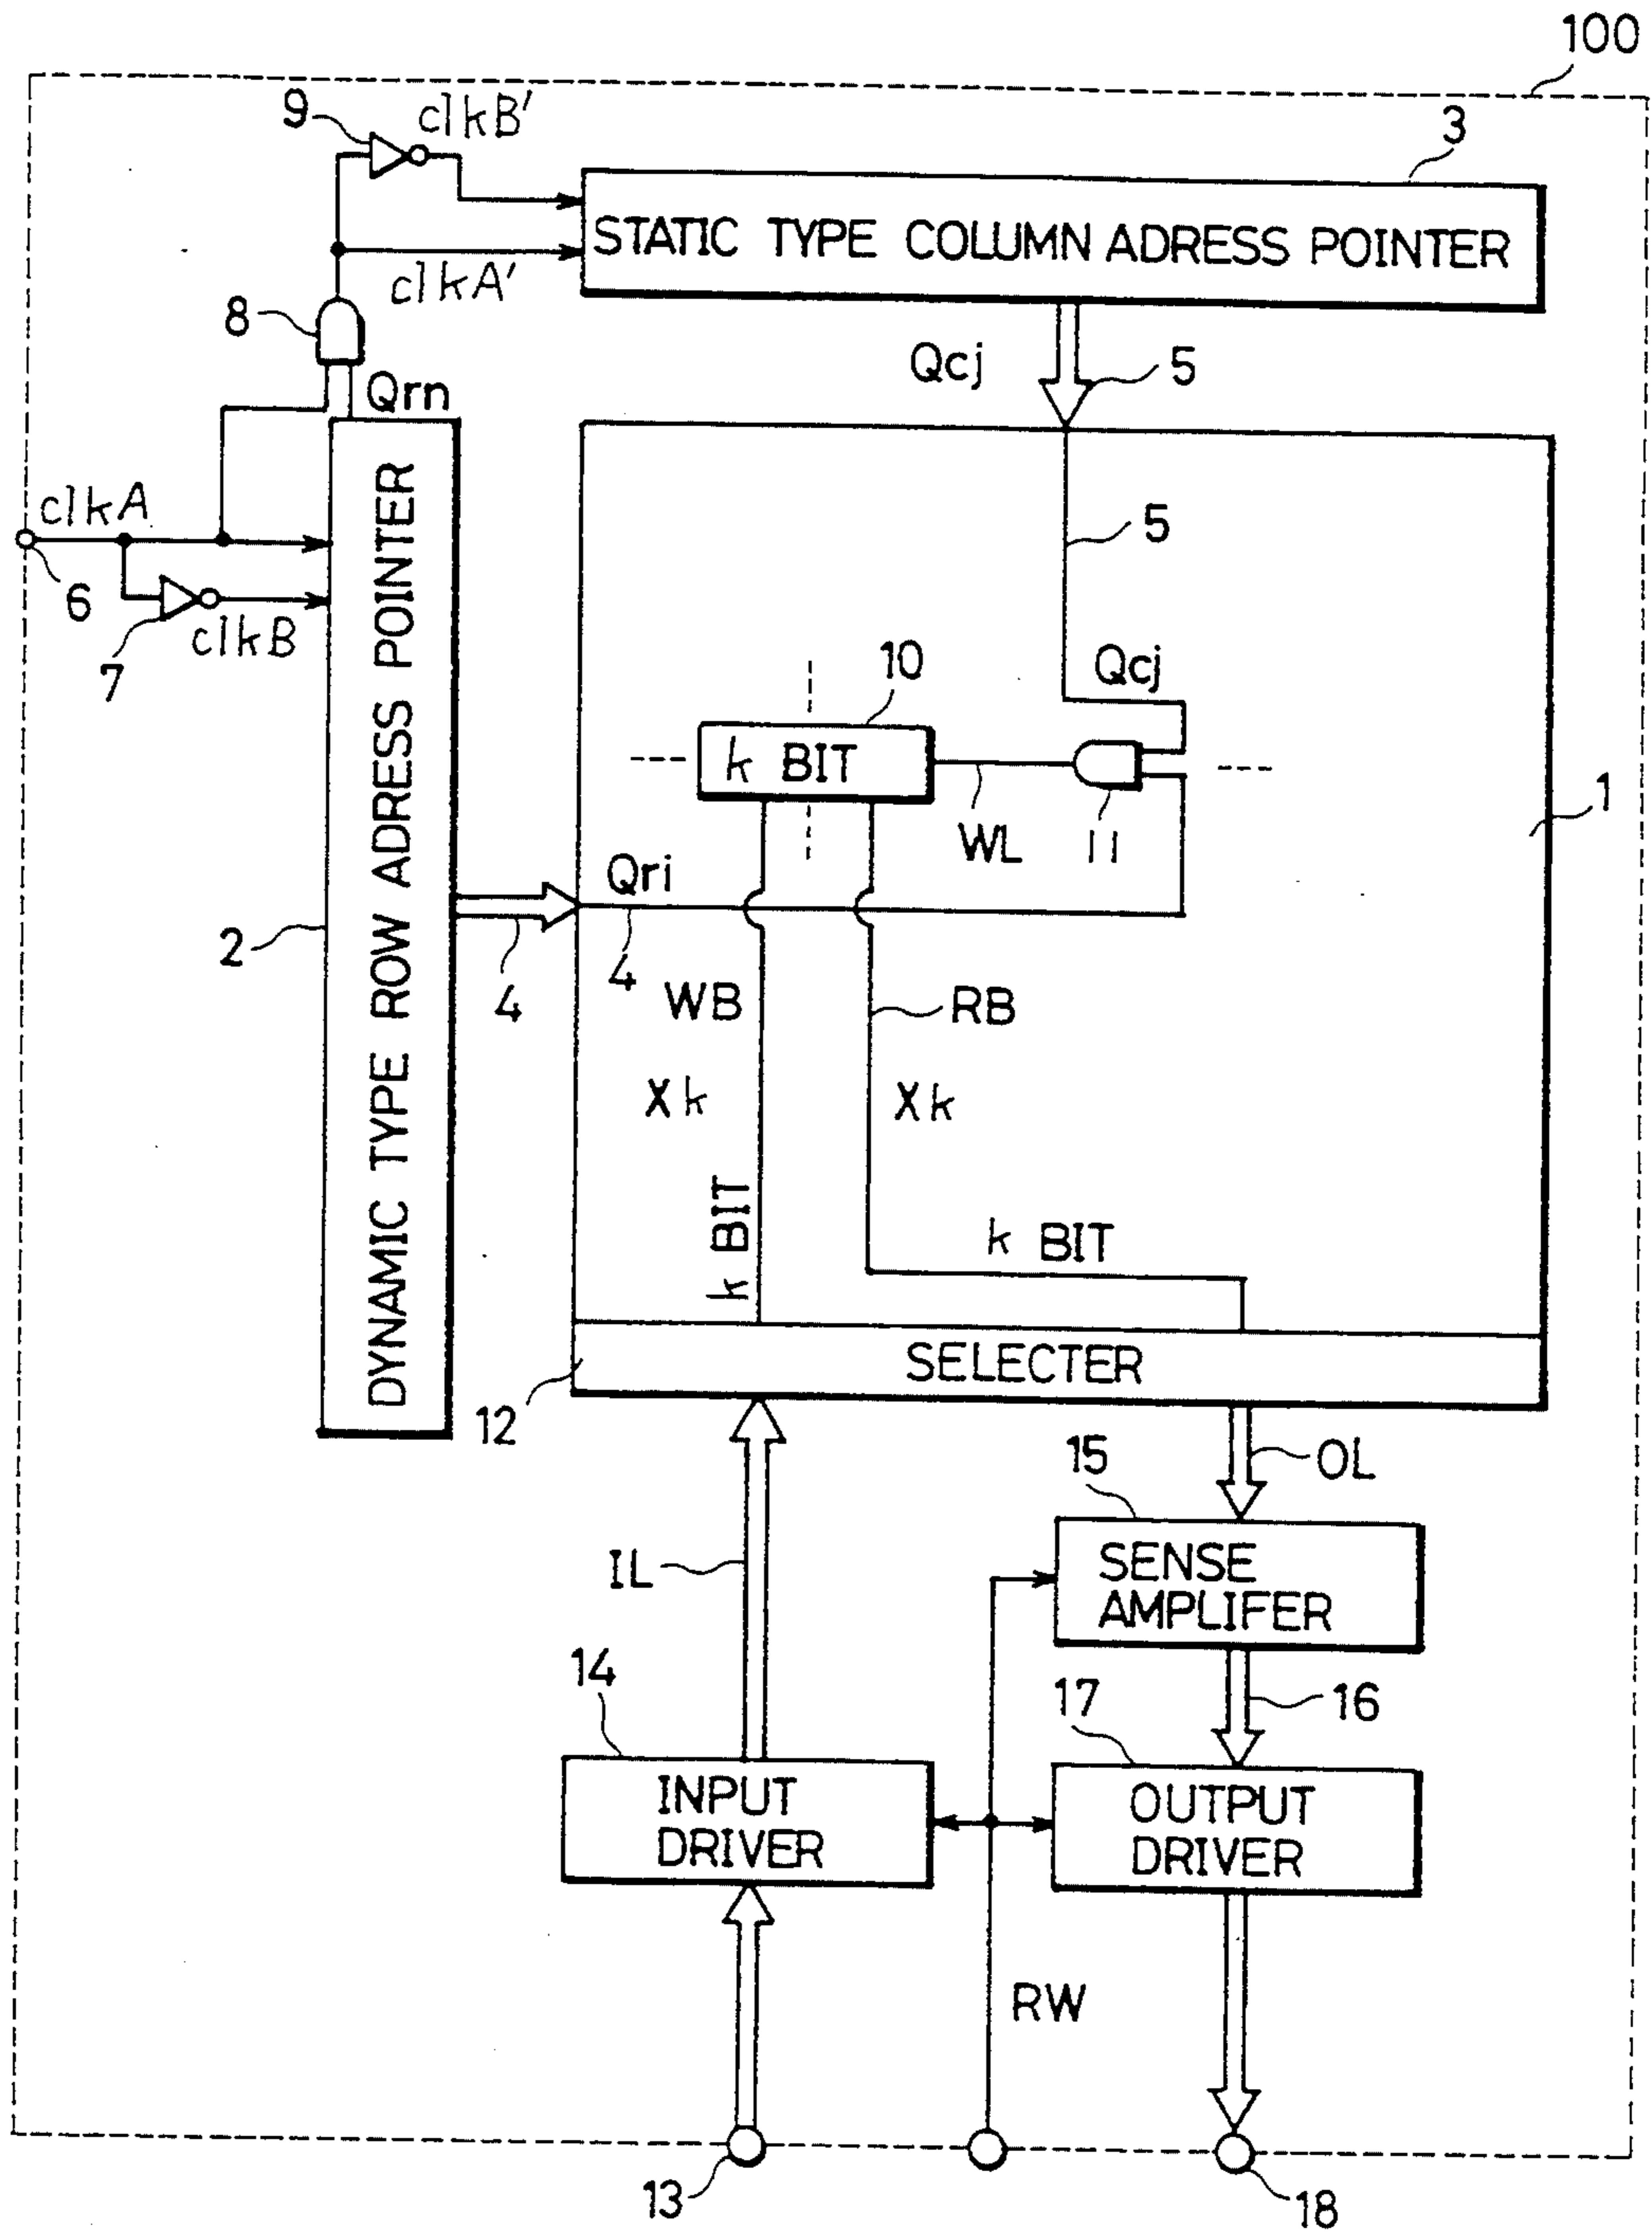 100
9
clkB'
3
STATIC TYPE COLUMN ADRESS POINTER
clkA'
8
Qrn
Qcj
5
clkA
6
7
clkB
DYNAMIC TYPE ROW ADRESS POINTER
2
4
5
Qcj
10
k BIT
WL
11
1
Qri
4
WB
RB
Xk
Xk
k BIT
k BIT
SELECTER
12
OL
15
SENSE
AMPLIFER
IL
16
14
17
INPUT
DRIVER
OUTPUT
DRIVER
RW
13
18